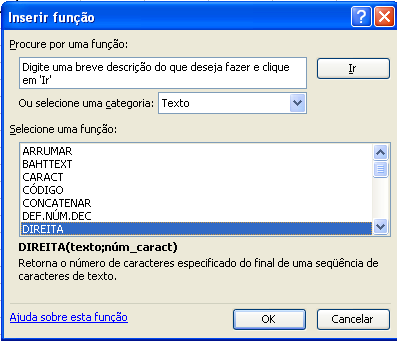 Inserir função
Procure por uma função:
Digite uma breve descrição do que deseja fazer e clique
em 'Ir'
Ir
Ou selecione uma categoria: Texto
Selecione uma função:
ARRUMAR
BAHTTEXT
CARACT
CÓDIGO
CONCATENAR
DEF.NÚM.DEC
DIREITA
DIREITA(texto;núm_caract)
Retorna o número de caracteres especificado do final de uma seqüência de
caracteres de texto.
Ajuda sobre esta função
OK
Cancelar